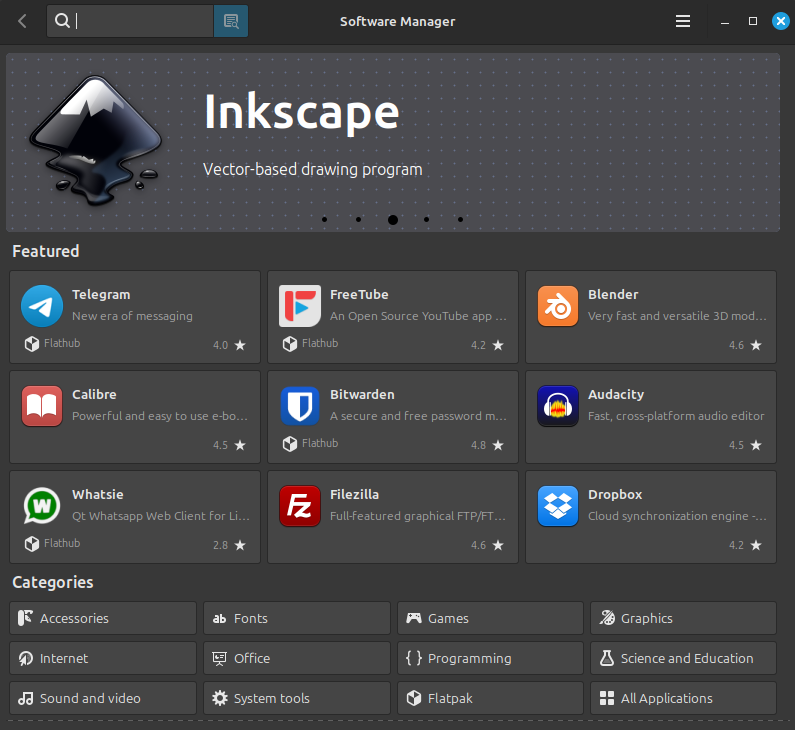 Software Manager
Inkscape
Vector-based drawing program
Featured
Telegram
New era of messaging
Flathub
4.0
FreeTube
An Open Source YouTube app ...
Flathub
4.2
Blender
Very fast and versatile 3D mod...
4.6
Calibre
Powerful and easy to use e-bo...
4.5
Bitwarden
A secure and free password m...
Flathub
4.8
Audacity
Fast, cross-platform audio editor
4.5
W
Whatsie
Qt Whatsapp Web Client for Li...
Flathub
2.8
Fz
Filezilla
Full-featured graphical FTP/FT...
4.6
Dropbox
Cloud synchronization engine -...
4.2
Categories
Accessories
ab Fonts
Games
Graphics
Internet
Office
{ } Programming
Science and Education
Sound and video
System tools
Flatpak
All Applications